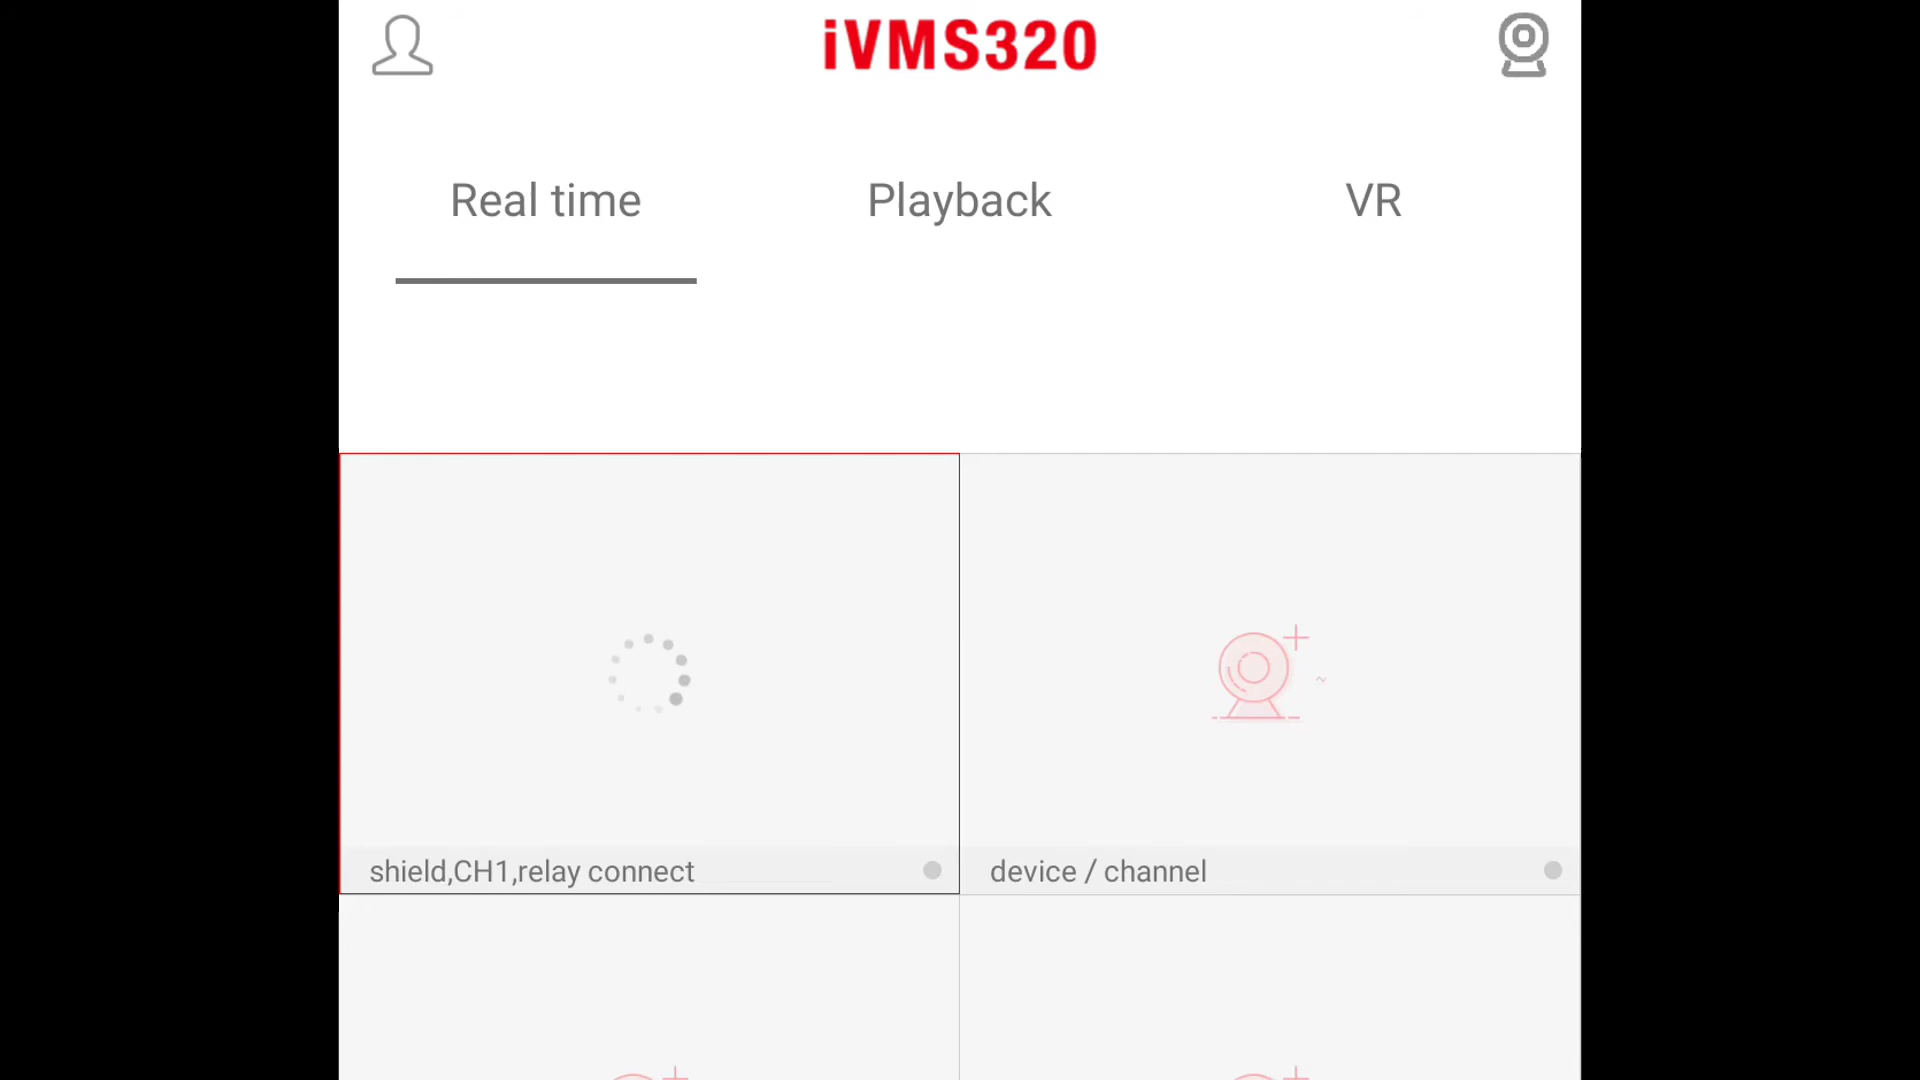 iVMS320
Real time
Playback
VR
shield,CH1,relay connect
device / channel